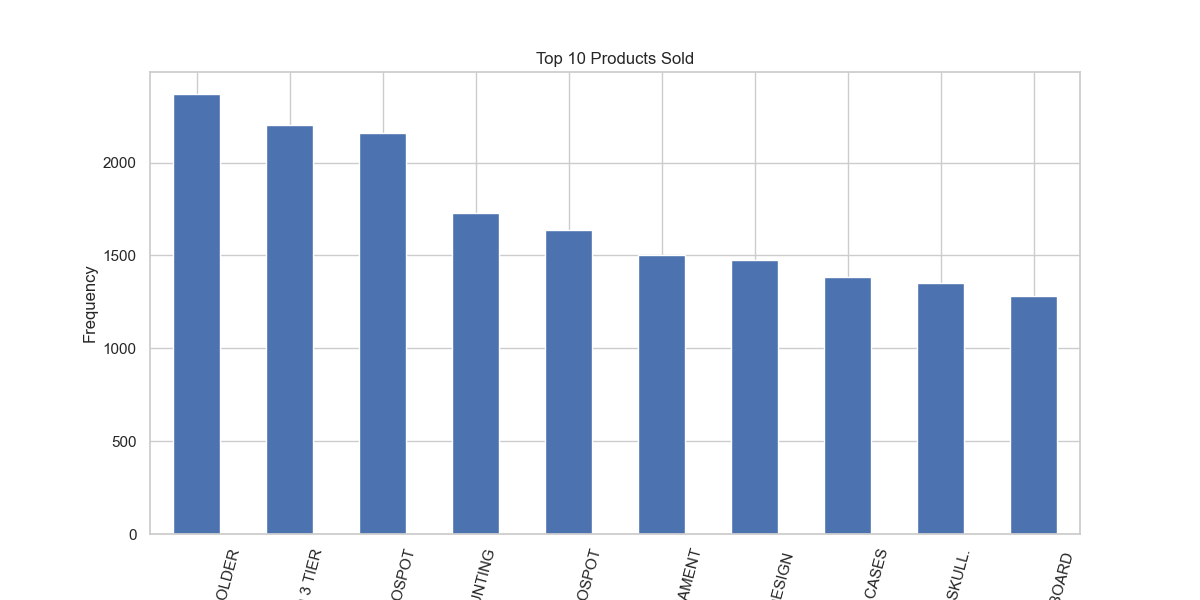 Top 10 Products Sold
Frequency
2000
1500
1000
500
0
OLDER
3 TIER
OSPOT
UNTING
OSPOT
AMENT
ESIGN
CASES
SKULL.
BOARD